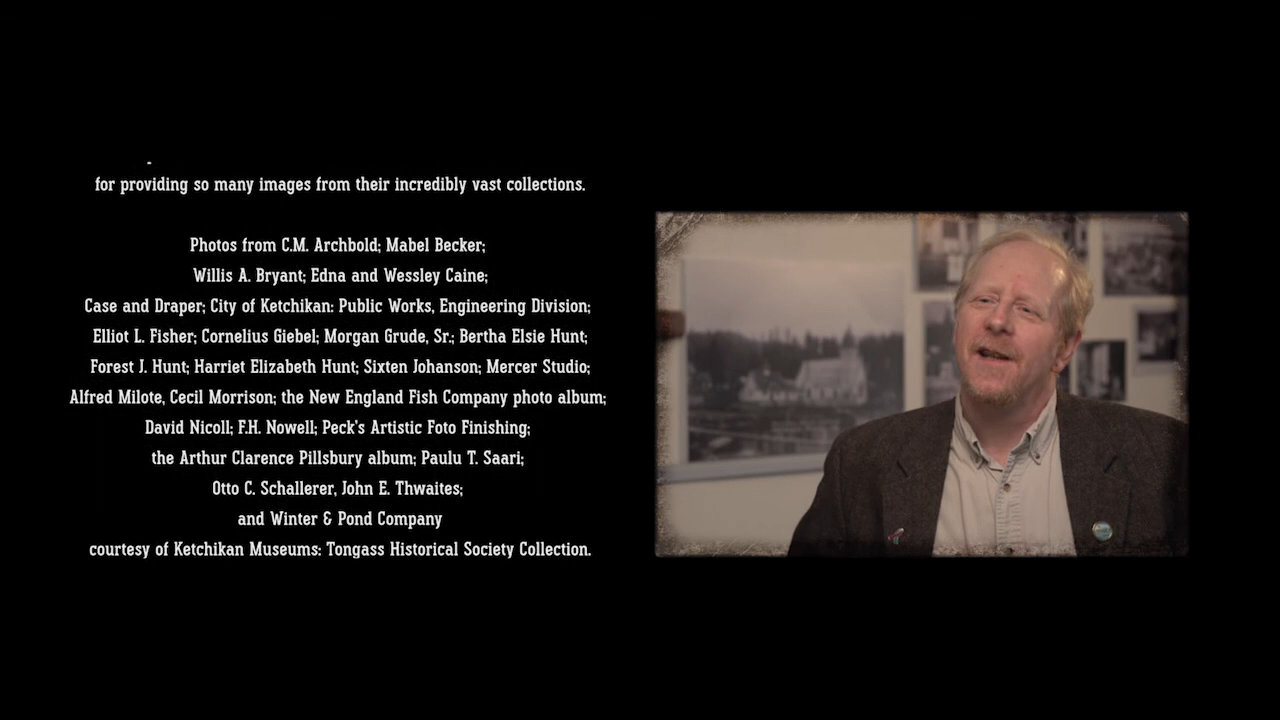 for providing so many images from their incredibly vast collections.
Photos from C.M. Archbold; Mabel Becker;
Willis A. Bryant; Edna and Wessley Caine;
Case and Draper; City of Ketchikan: Public Works, Engineering Division;
Elliot L. Fisher; Cornelius Giebel; Morgan Grude, Sr.; Bertha Elsie Hunt;
Forest J. Hunt; Harriet Elizabeth Hunt; Sixten Johanson; Mercer Studio;
Alfred Milote, Cecil Morrison; the New England Fish Company photo album;
David Nicoll; F.H. Nowell; Peck's Artistic Foto Finishing;
the Arthur Clarence Pillsbury album; Paulu T. Saari;
Otto C. Schallerer, John E. Thwaites;
and Winter & Pond Company
courtesy of Ketchikan Museums: Tongass Historical Society Collection.